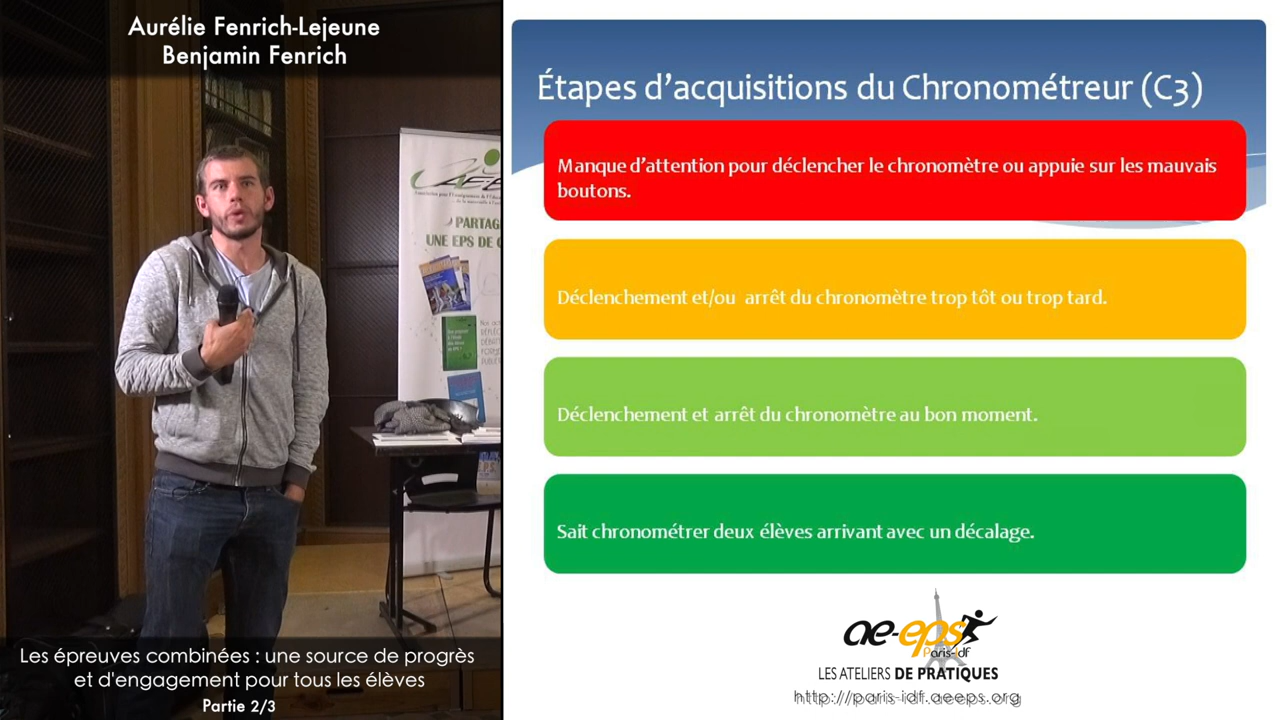 Aurélie Fenrich-Lejeune
Benjamin Fenrich
PARTAG
UNE EPS DE
Les épreuves combinées : une source de progrès
et d'engagement pour tous les élèves
Partie 2/3
Étapes d'acquisitions du Chronométreur (C3)
Manque d'attention pour déclencher le chronomètre ou appuie sur les mauvais
boutons.
Déclenchement et/ou arrêt du chronomètre trop tôt ou trop tard.
Déclenchement et arrêt du chronomètre au bon moment.
Sait chronométrer deux élèves arrivant avec un décalage.
ae-eps
Paris-idf
LES ATELIERS DE PRATIQUES
http://paris-idf.aeeps.org